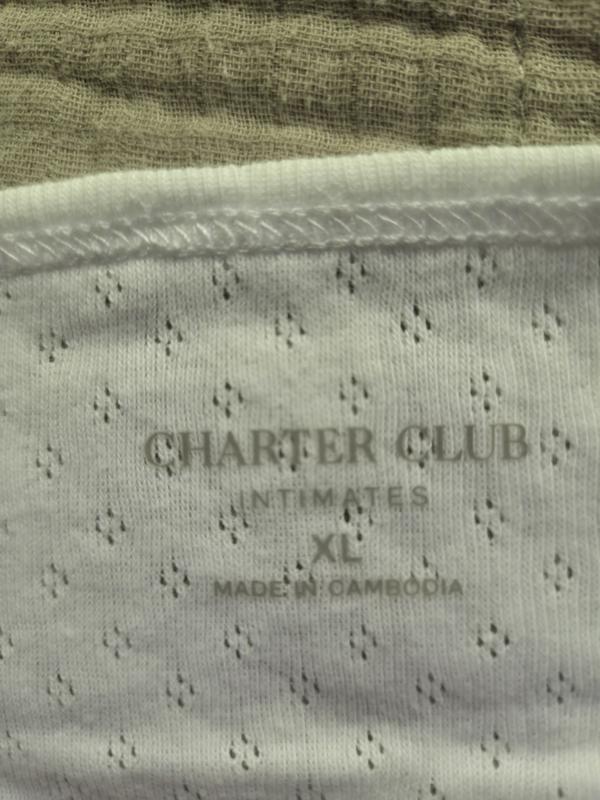 CHARTER CLUB
INTIMATES
XL
MADE IN CAMBODIA